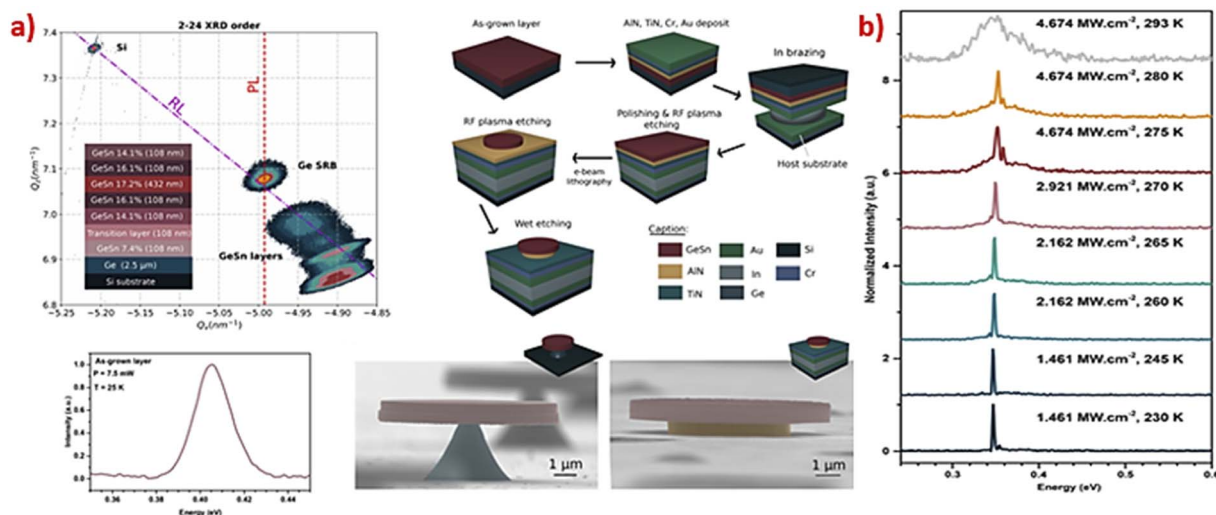 a)
2-24 XRD order
7.4
7.3
7.2
7.1
7.0
6.9
6.8
Si
RL
PL
Ge SRB
GeSn layers
GeSn 14.1% (108 nm)
GeSn 16.1% (108 nm)
GeSn 17.2% (432 nm)
GeSn 16.1% (108 nm)
GeSn 14.1% (108 nm)
Transition layer (108 nm)
GeSn 7.4% (108 nm)
Ge (2.5 μm)
Si substrate
-5.25 -5.20 -5.15 -5.10 -5.05 -5.00 -4.95 -4.90 -4.85
As-grown layer
AlN, TiN, Cr, Au deposit
In brazing
Host substrate
Polishing & RF plasma
etching
e-beam
lithography
RF plasma etching
Wet etching
Caption:
GeSn
Au
Si
AlN
In
Cr
TiN
Ge
As-grown layer
P = 7.5 mW
T = 25 K
Intensity (a.u.)
1.0
0.8
0.6
0.4
0.2
0.0
0.36 0.38 0.40 0.42 0.44
Energy (eV)
1 μm
1 μm
b)
Normalized Intensity (a.u.)
8
6
4
2
0
4.674 MW.cm-2, 293 K
4.674 MW.cm-2, 280 K
4.674 MW.cm-2, 275 K
2.921 MW.cm-2, 270 K
2.162 MW.cm-2, 265 K
2.162 MW.cm-2, 260 K
1.461 MW.cm-2, 245 K
1.461 MW.cm-2, 230 K
0.3 0.4 0.5 0.6
Energy (eV)